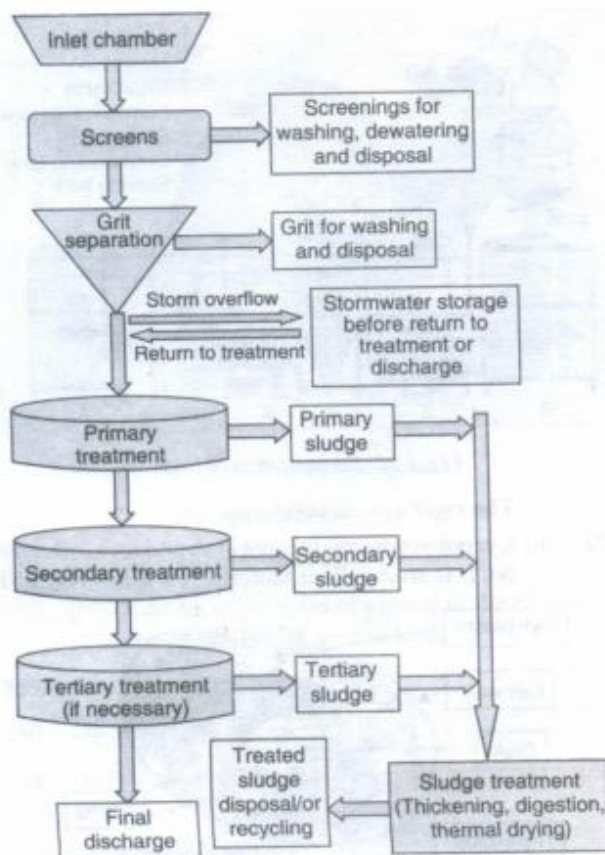 Inlet chamber
Screens
Screenings for
washing, dewatering
and disposal
Grit
separation
Grit for washing
and disposal
Storm overflow
Return to treatment
Stormwater storage
before return to
treatment or
discharge
Primary
treatment
Primary
sludge
Secondary treatment
Secondary
sludge
Tertiary treatment
(if necessary)
Tertiary
sludge
Final
discharge
Treated
sludge
disposal/or
recycling
Sludge treatment
(Thickening, digestion,
thermal drying)